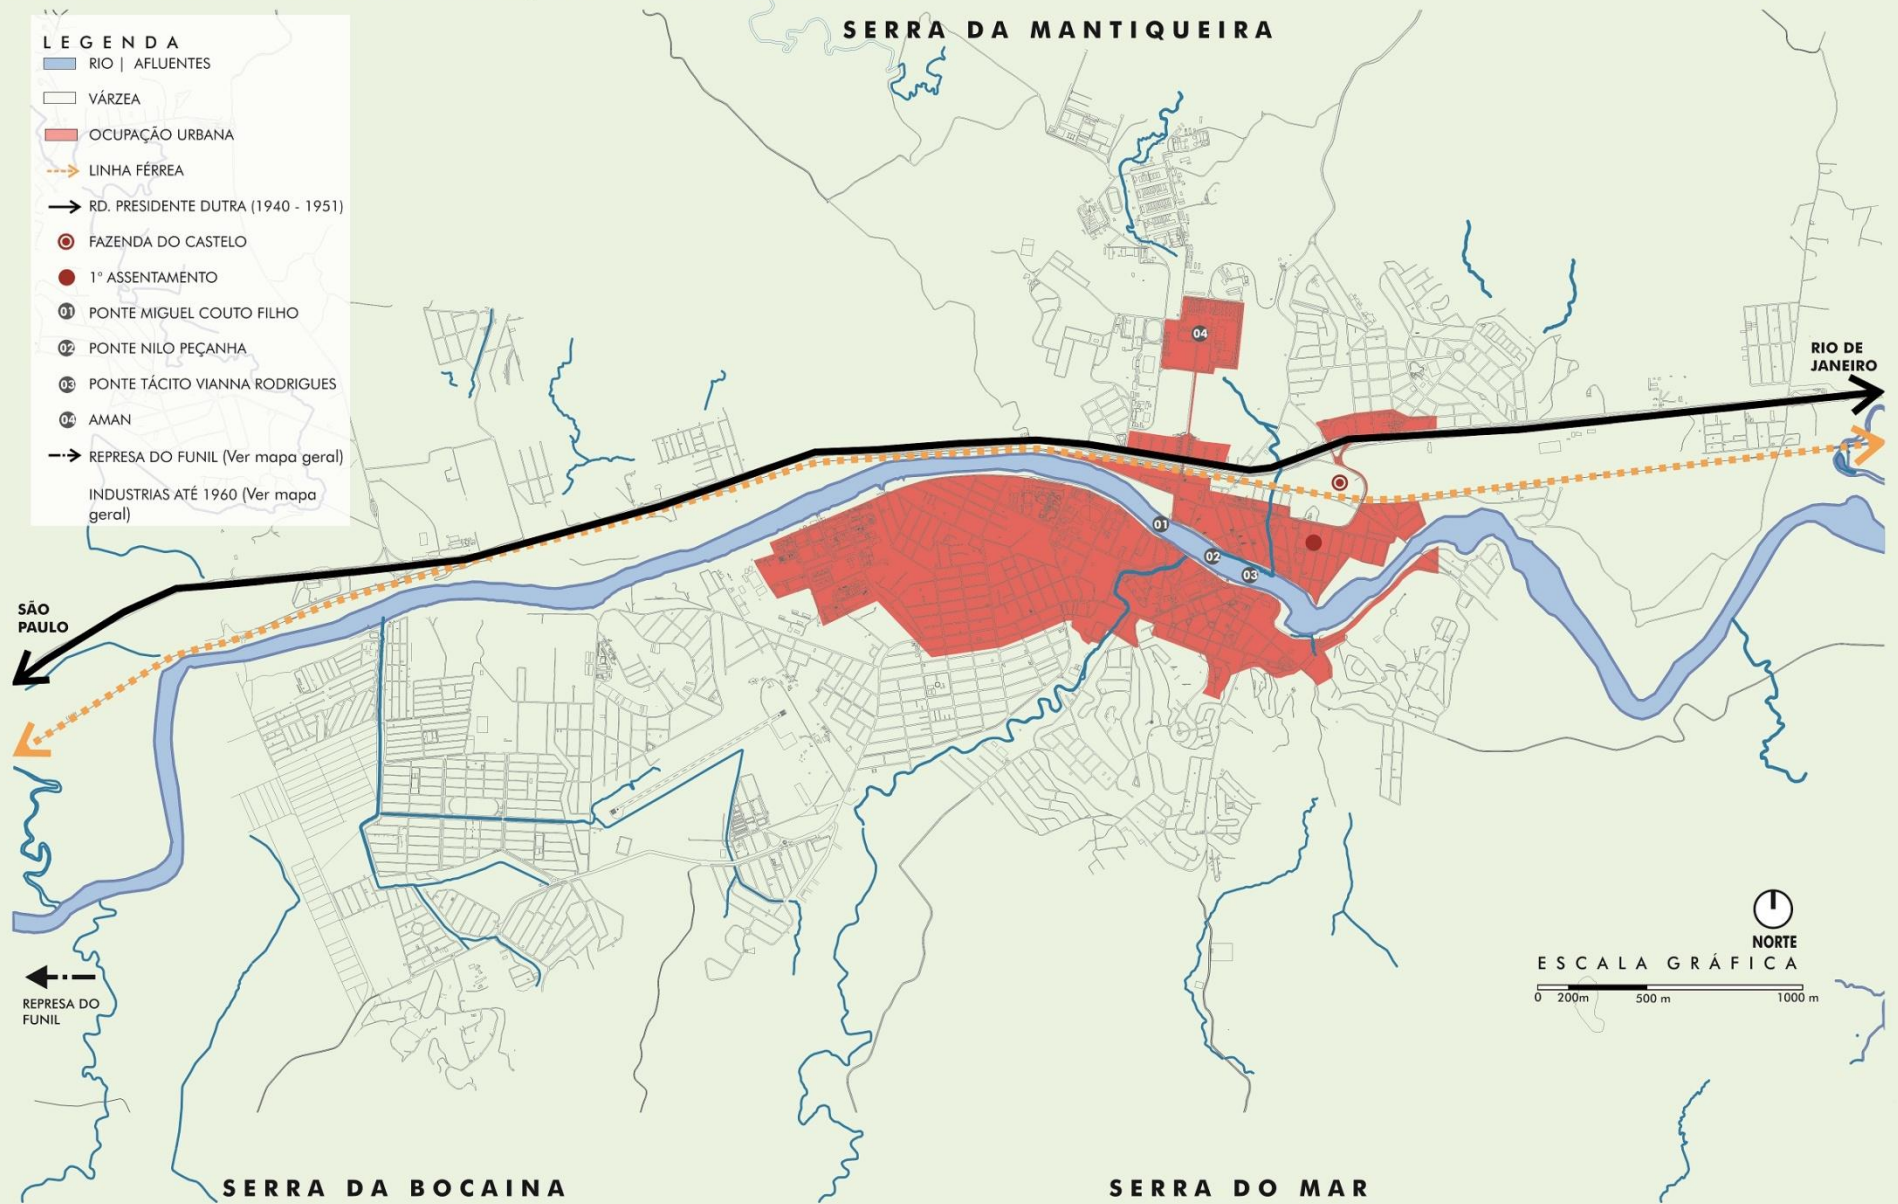 SERRA DA MANTIQUEIRA
LEGENDA
RIO | AFLUENTES
VÁRZEA
OCUPAÇÃO URBANA
LINHA FÉRREA
RD. PRESIDENTE DUTRA (1940 - 1951)
FAZENDA DO CASTELO
1° ASSENTAMENTO
01 PONTE MIGUEL COUTO FILHO
02 PONTE NILO PEÇANHA
03 PONTE TÁCITO VIANNA RODRIGUES
04 AMAN
REPRESA DO FUNIL (Ver mapa geral)
INDUSTRIAS ATÉ 1960 (Ver mapa
geral)
04
RIO DE
JANEIRO
01
02
03
SÃO
PAULO
NORTE
ESCALA GRÁFICA
0 200m 500 m 1000 m
REPRESA DO
FUNIL
SERRA DA BOCAINA
SERRA DO MAR